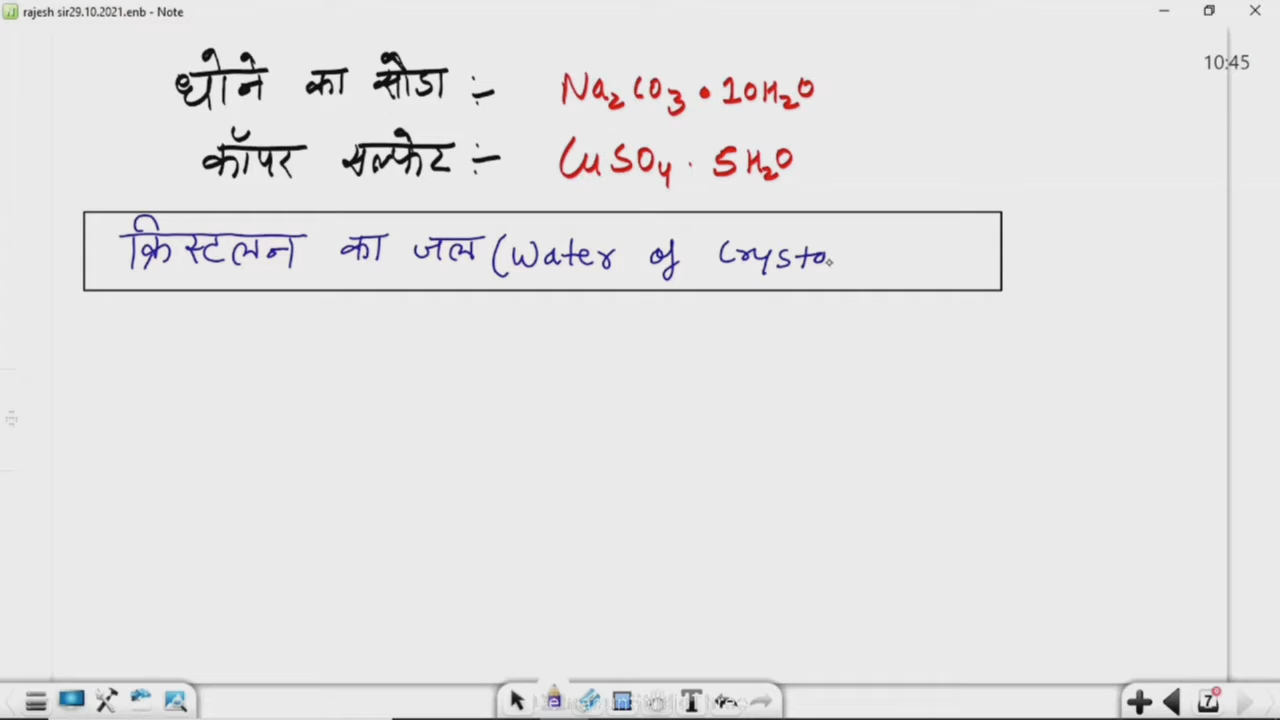 rajesh sir29.10.2021.enb - Note
10:45
धोने का सोडा :- Na₂CO₃ • 10H₂O
कॉपर सल्फेट :- CuSO₄ . 5H₂O
क्रिस्टलन का जल (Water of Crysta